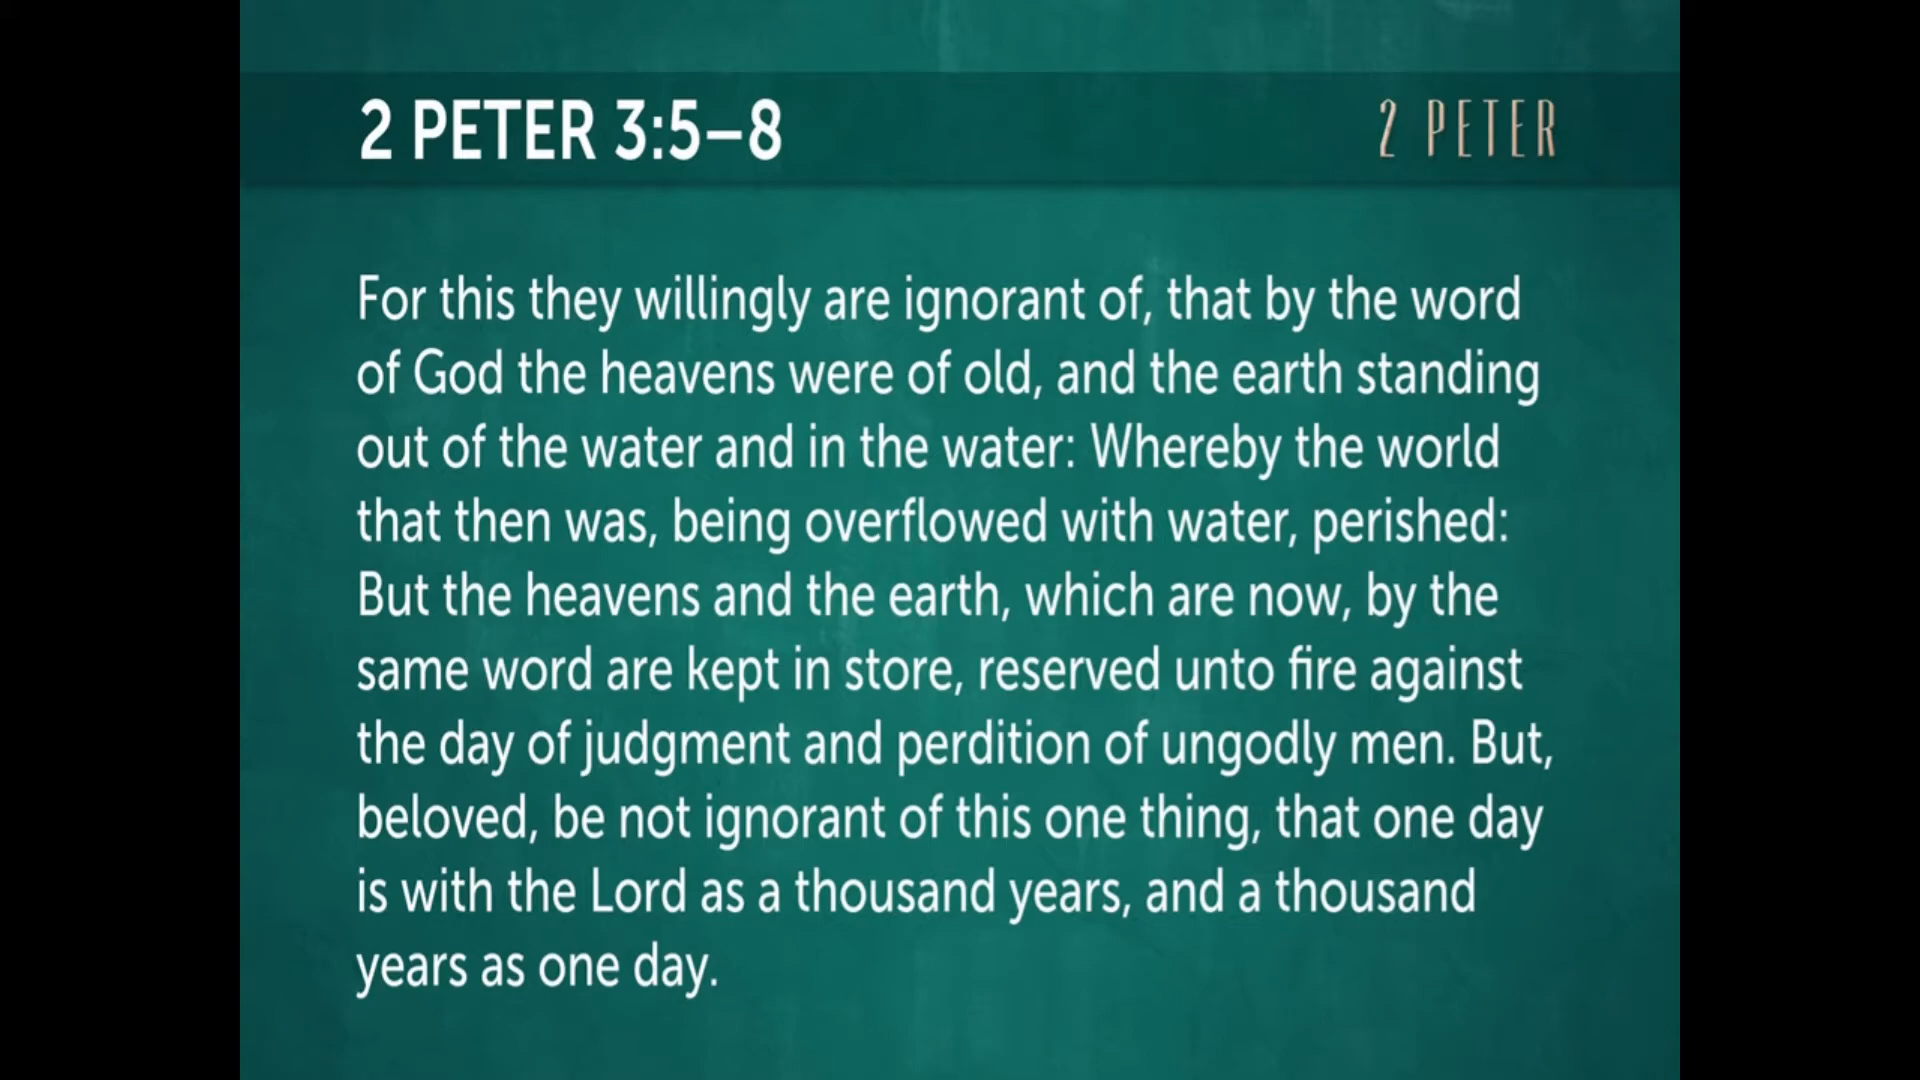 2 PETER 3:5–8
2 PETER
For this they willingly are ignorant of, that by the word
of God the heavens were of old, and the earth standing
out of the water and in the water: Whereby the world
that then was, being overflowed with water, perished:
But the heavens and the earth, which are now, by the
same word are kept in store, reserved unto fire against
the day of judgment and perdition of ungodly men. But,
beloved, be not ignorant of this one thing, that one day
is with the Lord as a thousand years, and a thousand
years as one day.